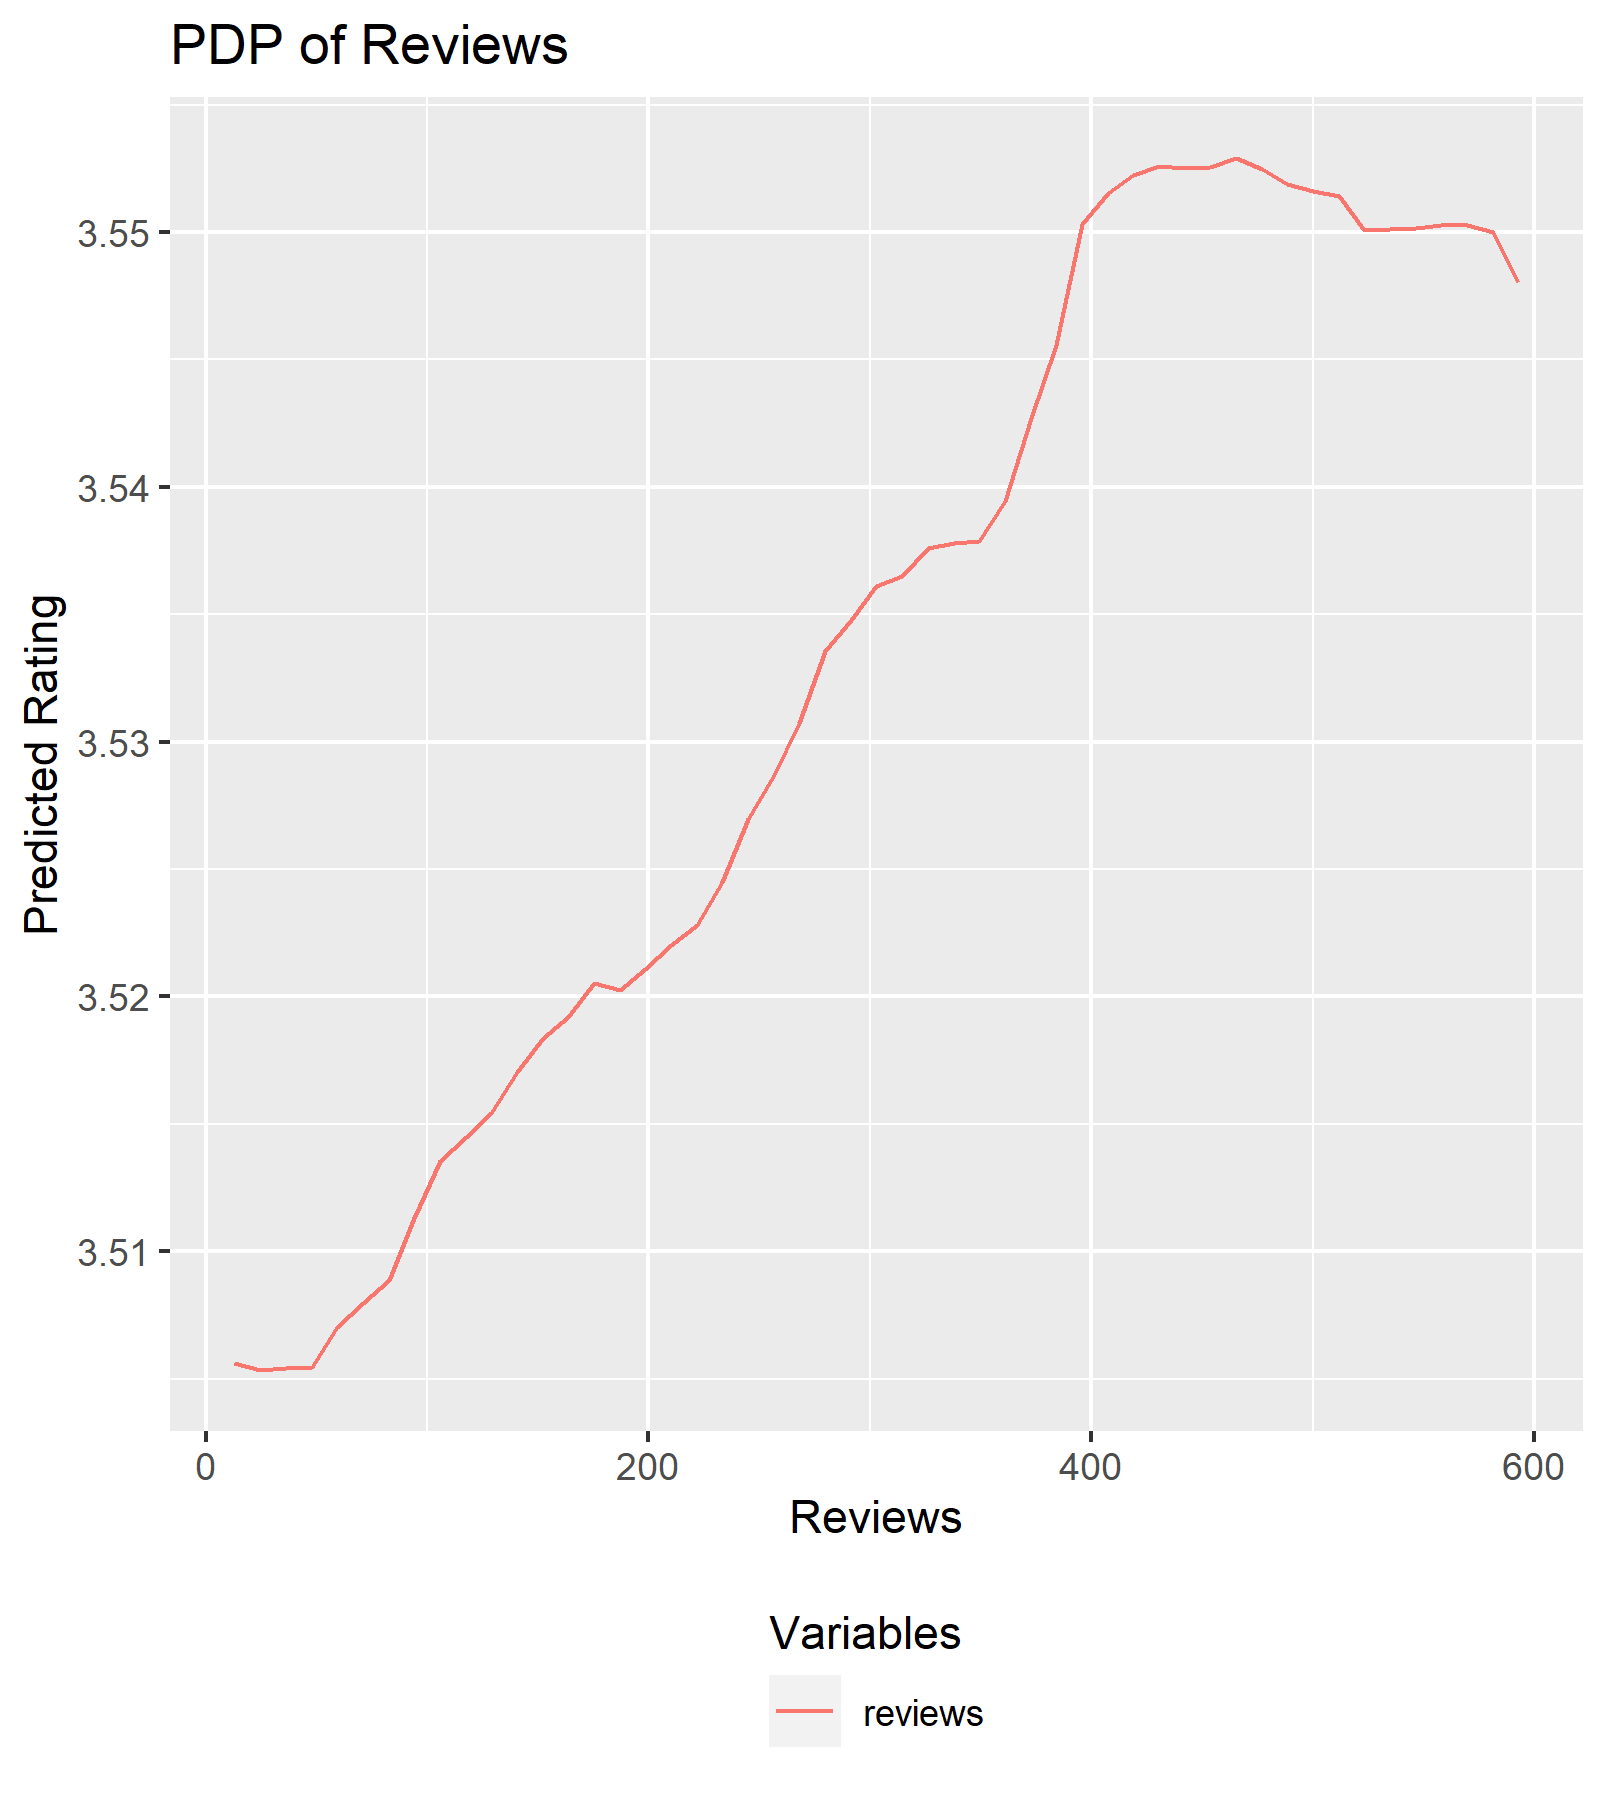 PDP of Reviews
Predicted Rating
3.55
3.54
3.53
3.52
3.51
0 200 400 600
Reviews
Variables
reviews